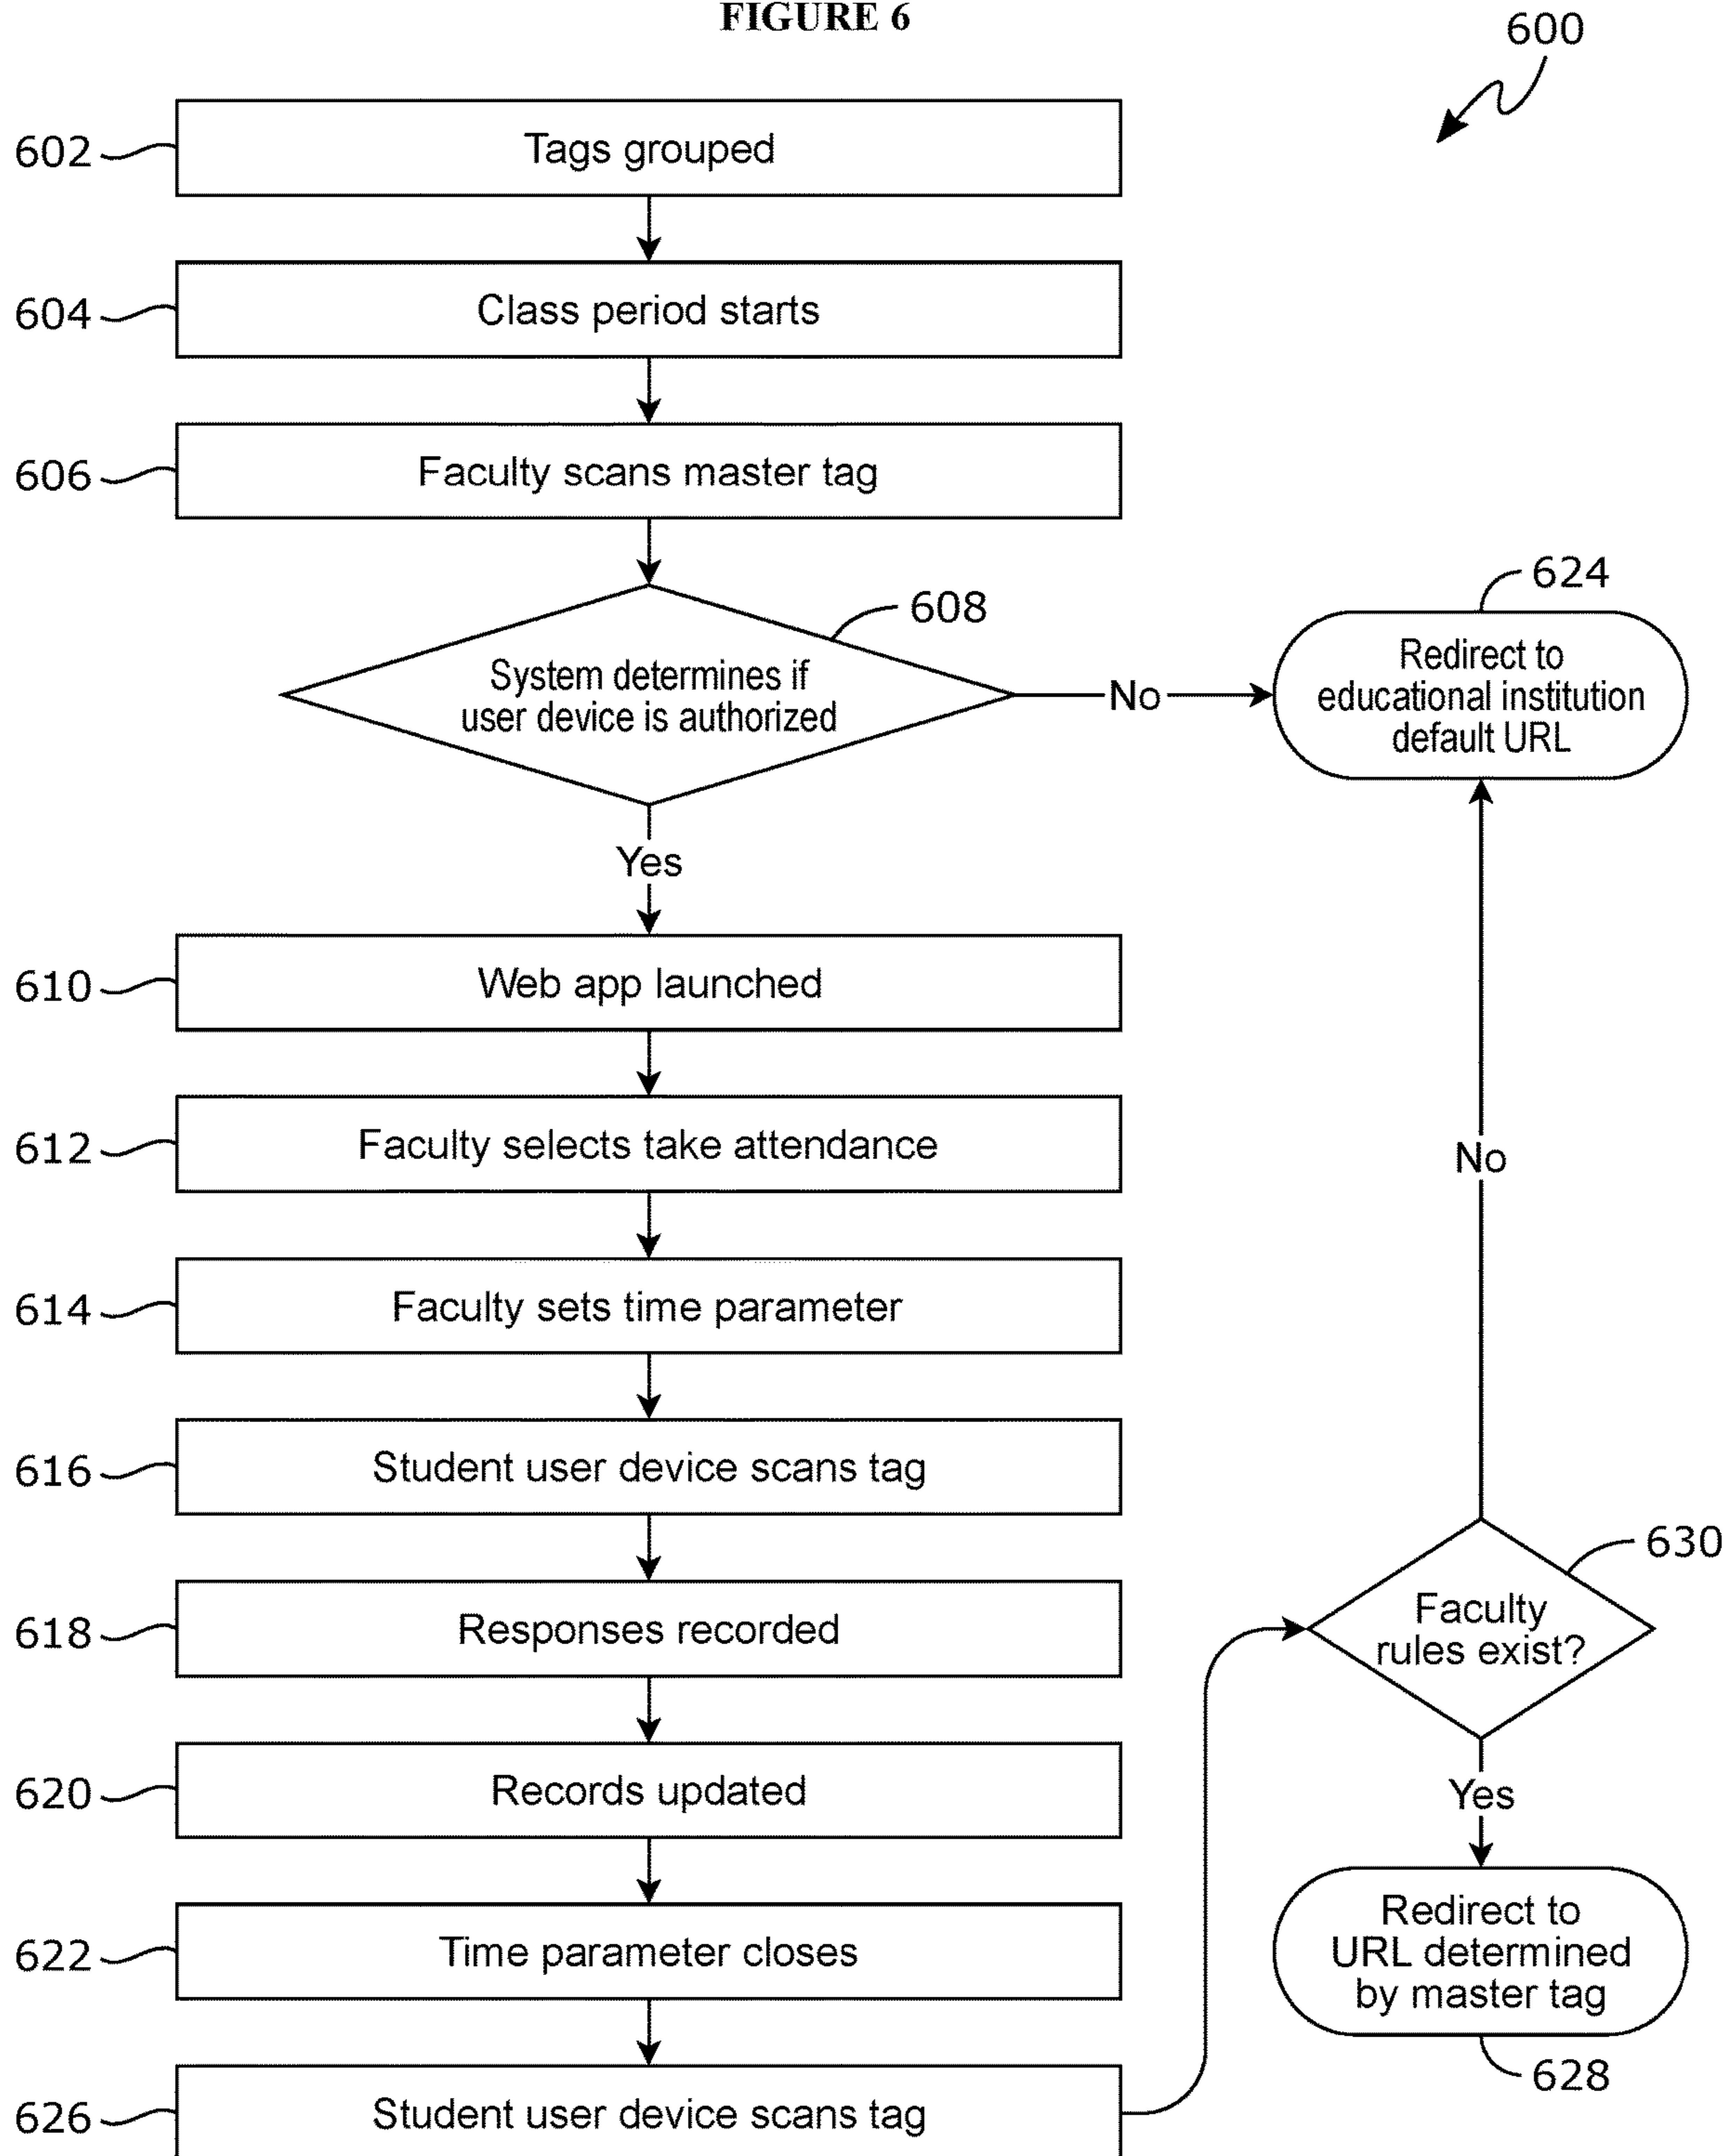 FIGURE 6
600
602
Tags grouped
604
Class period starts
606
Faculty scans master tag
608
System determines if
user device is authorized
No
624
Redirect to
educational institution
default URL
Yes
610
Web app launched
612
Faculty selects take attendance
No
614
Faculty sets time parameter
616
Student user device scans tag
618
Responses recorded
630
Faculty
rules exist?
620
Records updated
Yes
622
Time parameter closes
Redirect to
URL determined
by master tag
628
626
Student user device scans tag